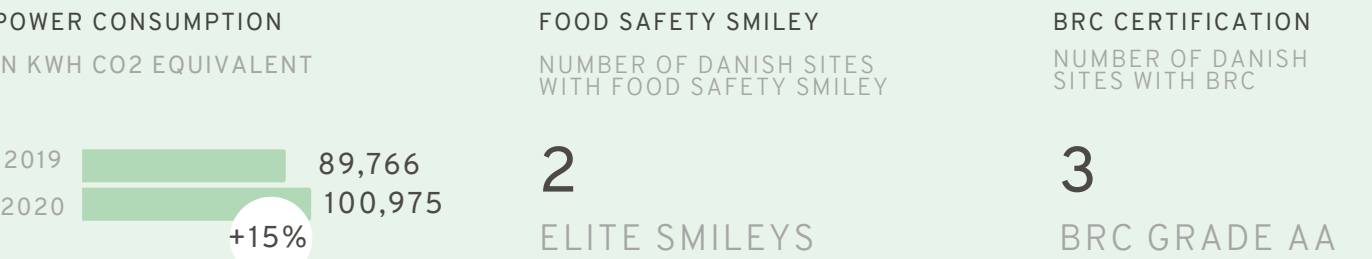 POWER CONSUMPTION
N KWH CO2 EQUIVALENT
2019 89,766
2020 100,975
+15%
FOOD SAFETY SMILEY
NUMBER OF DANISH SITES
WITH FOOD SAFETY SMILEY
2
ELITE SMILEYS
BRC CERTIFICATION
NUMBER OF DANISH
SITES WITH BRC
3
BRC GRADE AA